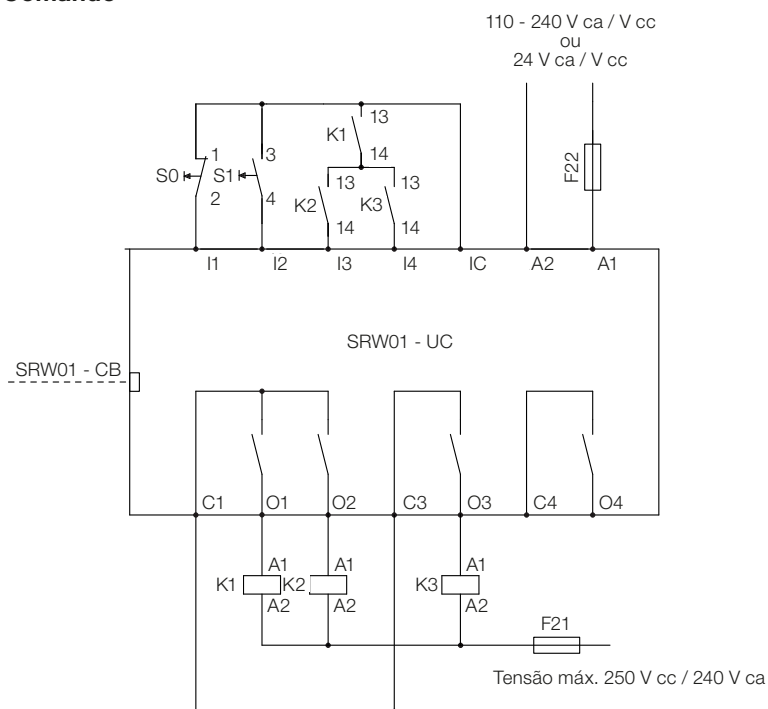 110 - 240 V ca / V cc
ou
24 V ca / V cc
13
K1
14
1
3
S0
S1
2
4
13
13
K2
K3
14
14
F22
I1
I2
I3
I4
IC
A2
A1
SRW01 - UC
SRW01 - CB
C1
O1
O2
C3
O3
C4
O4
A1
A1
A1
K1
K2
K3
A2
A2
A2
F21
Tensão máx. 250 V cc / 240 V ca